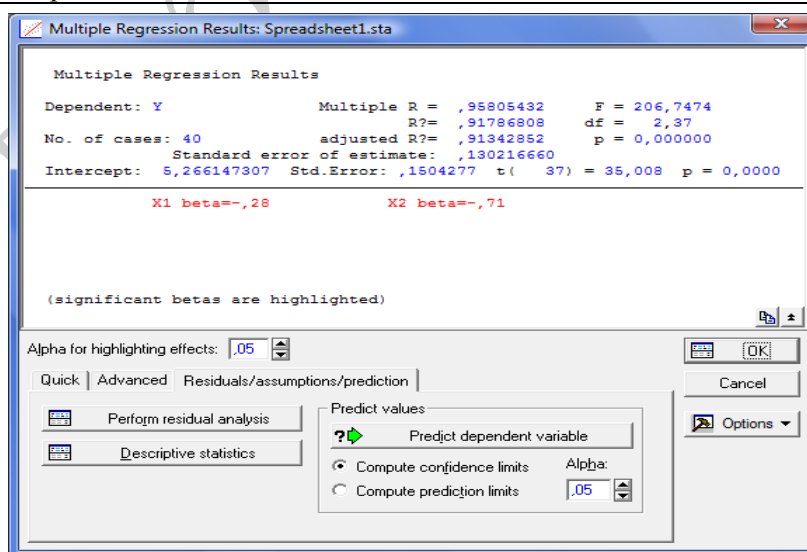 Multiple Regression Results: Spreadsheet1.sta
Multiple Regression Results
Dependent: Y Multiple R = ,95805432 F = 206,7474
R?= ,91786808 df = 2,37
No. of cases: 40 adjusted R?= ,91342852 p = 0,000000
Standard error of estimate: ,130216660
Intercept: 5,266147307 Std.Error: ,1504277 t( 37) = 35,008 p = 0,0000
X1 beta=-,28 X2 beta=-,71
(significant betas are highlighted)
Alpha for highlighting effects: ,05
OK
Quick Advanced Residuals/assumptions/prediction
Cancel
Perform residual analysis
Predict values
Options
?
Predict dependent variable
Descriptive statistics
Compute confidence limits Alpha:
Compute prediction limits ,05